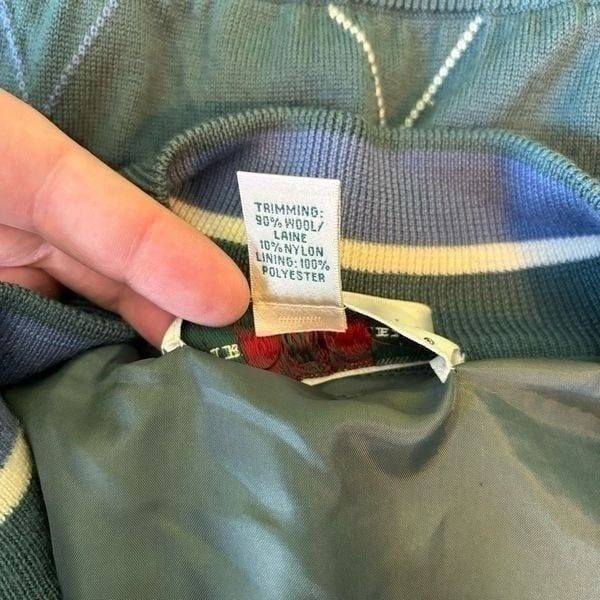 TRIMMING:
90% WOOL/
LAINE
10% NYLON
LINING: 100%
POLYESTER